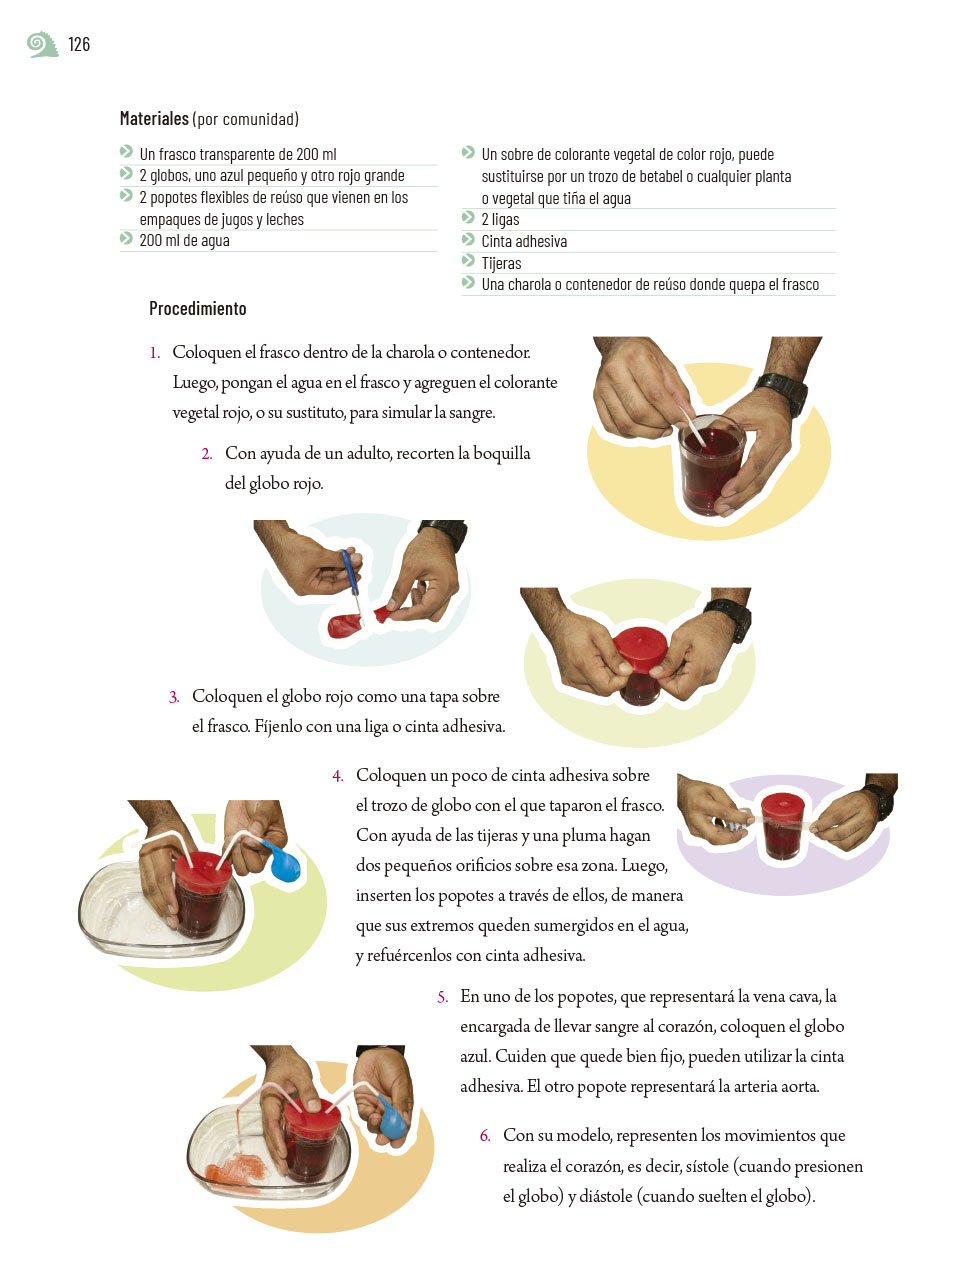 126
Materiales (por comunidad)
Un frasco transparente de 200 ml
2 globos, uno azul pequeño y otro rojo grande
2 popotes flexibles de reúso que vienen en los
empaques de jugos y leches
200 ml de agua
Un sobre de colorante vegetal de color rojo, puede
sustituirse por un trozo de betabel o cualquier planta
o vegetal que tiña el agua
2 ligas
Cinta adhesiva
Tijeras
Una charola o contenedor de reúso donde quepa el frasco
Procedimiento
1. Coloquen el frasco dentro de la charola o contenedor.
Luego, pongan el agua en el frasco y agreguen el colorante
vegetal rojo, o su sustituto, para simular la sangre.
2. Con ayuda de un adulto, recorten la boquilla
del globo rojo.
3. Coloquen el globo rojo como una tapa sobre
el frasco. Fíjenlo con una liga o cinta adhesiva.
4. Coloquen un poco de cinta adhesiva sobre
el trozo de globo con el que taparon el frasco.
Con ayuda de las tijeras y una pluma hagan
dos pequeños orificios sobre esa zona. Luego,
inserten los popotes a través de ellos, de manera
que sus extremos queden sumergidos en el agua,
y refuércenlos con cinta adhesiva.
5. En uno de los popotes, que representará la vena cava, la
encargada de llevar sangre al corazón, coloquen el globo
azul. Cuiden que quede bien fijo, pueden utilizar la cinta
adhesiva. El otro popote representará la arteria aorta.
6. Con su modelo, representen los movimientos que
realiza el corazón, es decir, sístole (cuando presionen
el globo) y diástole (cuando suelten el globo).